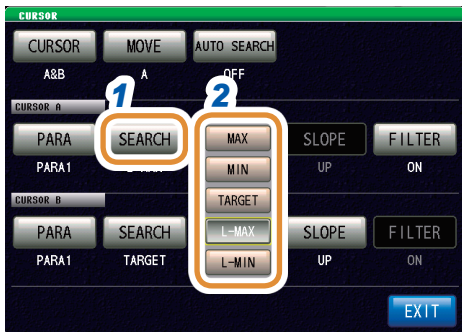 CURSOR
CURSOR MOVE AUTO SEARCH
A&B A OFF
1 2
CURSOR A
PARA SEARCH MAX SLOPE FILTER
PARA1 UP ON
MIN
CURSOR B
TARGET
PARA SEARCH L-MAX SLOPE FILTER
PARA1 TARGET L-MIN UP ON
EXIT